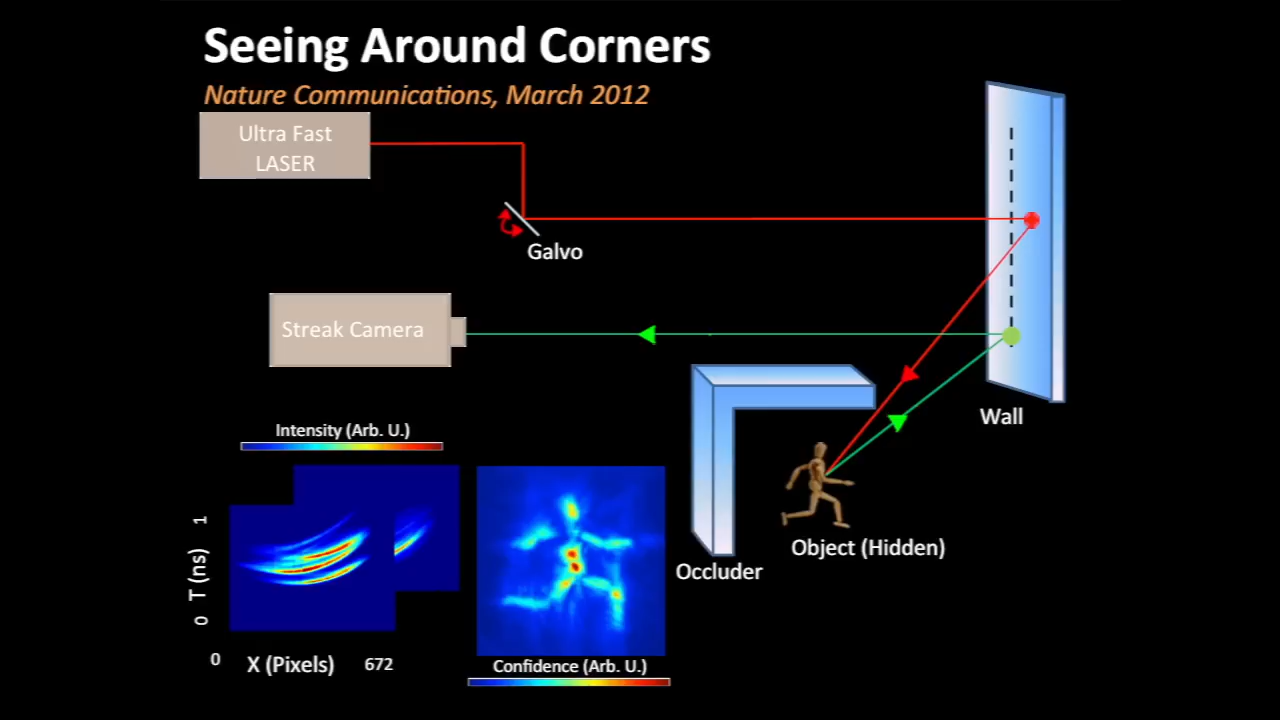 Seeing Around Corners
Nature Communications, March 2012
Ultra Fast
LASER
Galvo
Streak Camera
Wall
Intensity (Arb. U.)
Object (Hidden)
Occluder
0 T (ns) 1
0 X (Pixels) 672
Confidence (Arb. U.)